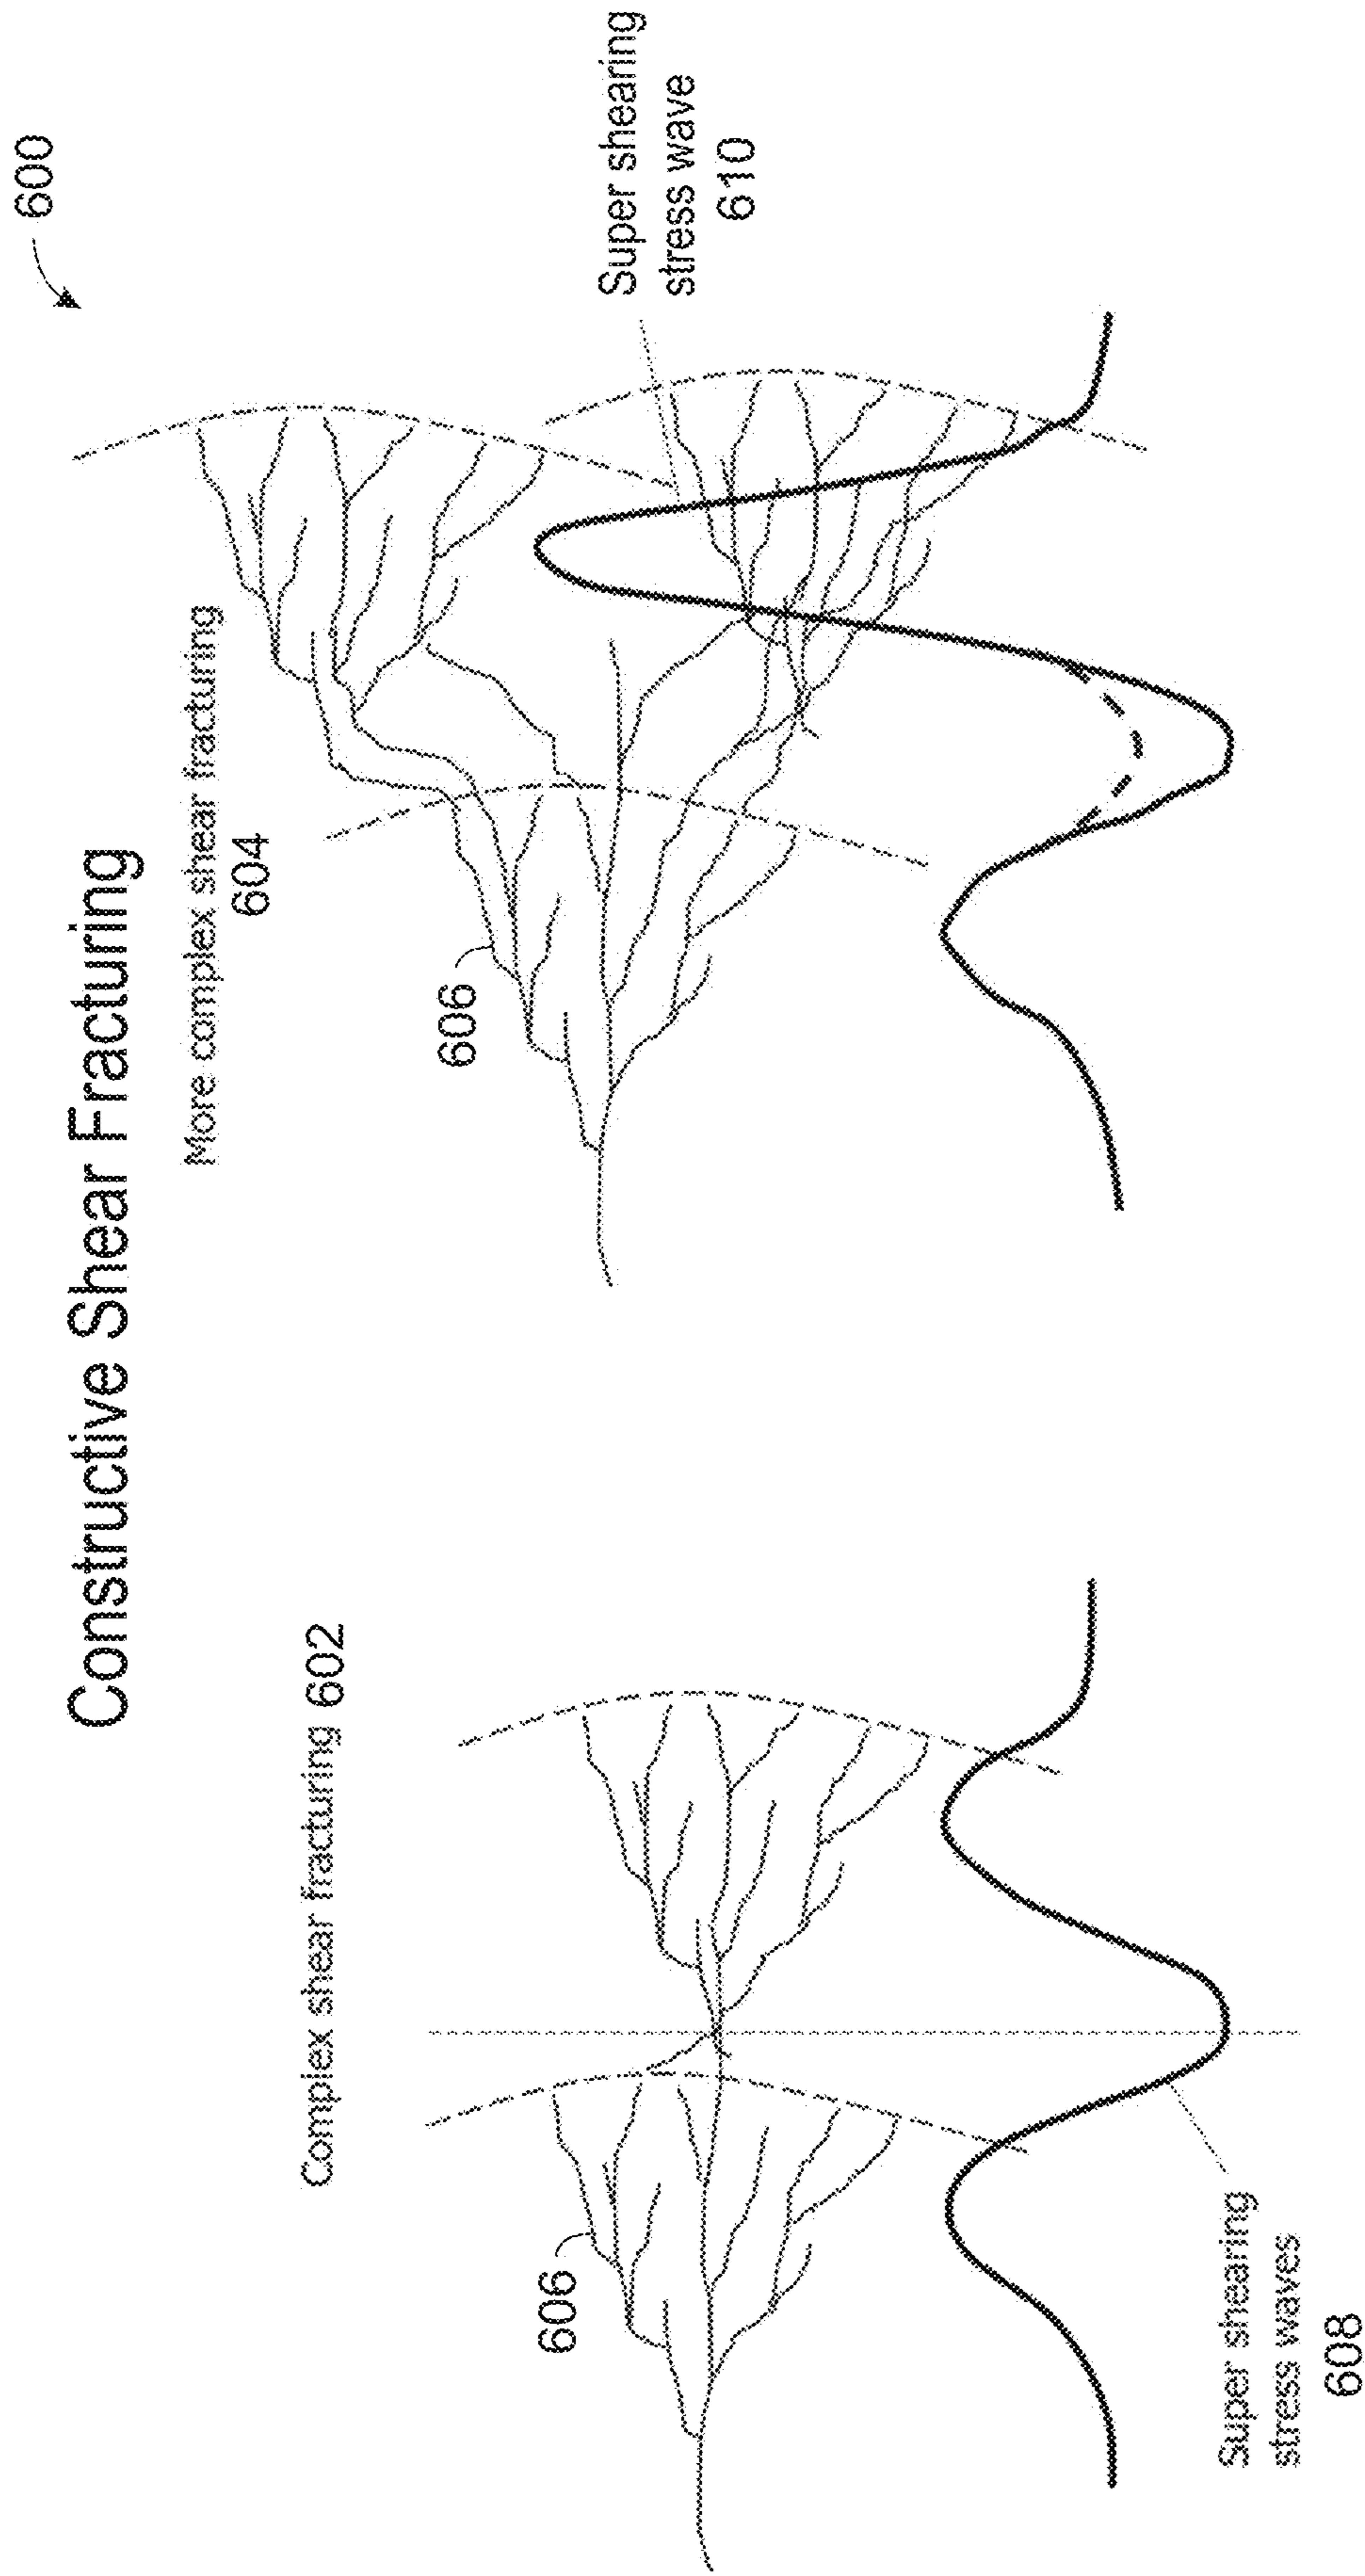 600
Constructive Shear Fracturing
Complex shear fracturing 602
More complex shear fracturing
604
606
606
Super shearing
stress waves
608
Super shearing
stress wave
610